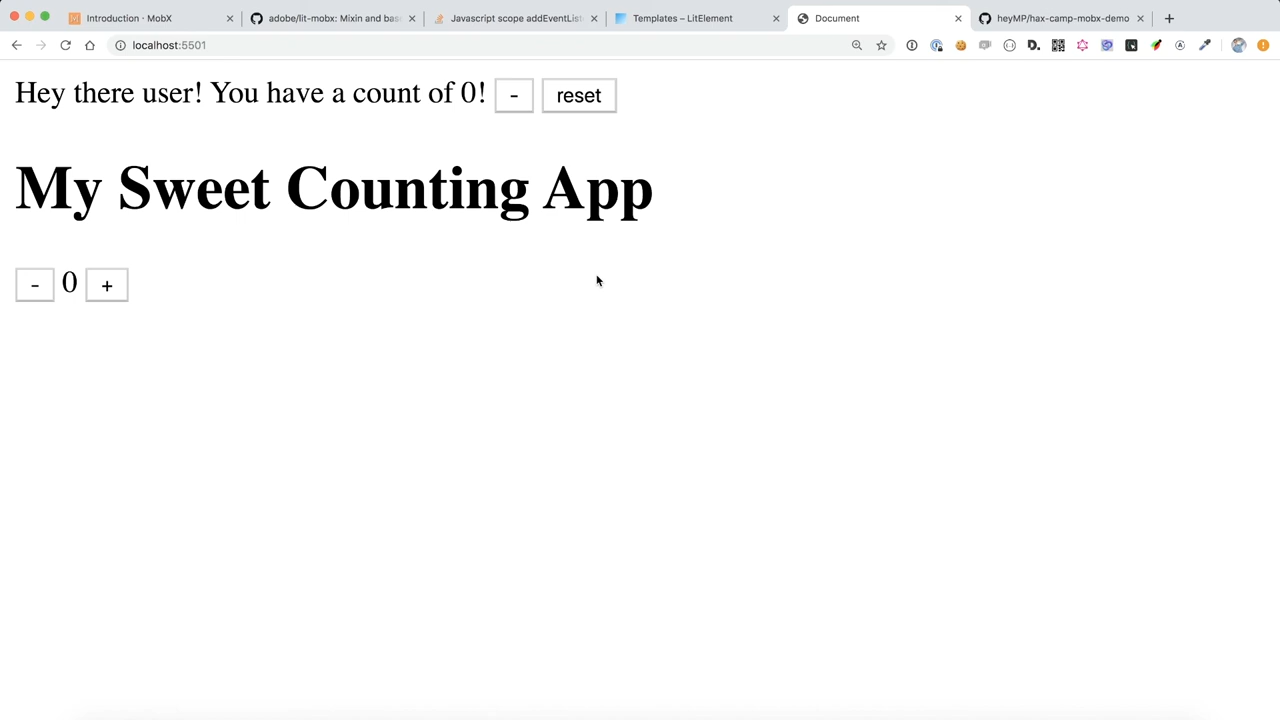 Introduction · MobX
adobe/lit-mobx: Mixin and bas
Javascript scope addEventList
Templates – LitElement
Document
heyMP/hax-camp-mobx-demo
localhost:5501
Hey there user! You have a count of 0! - reset
My Sweet Counting App
- 0 +